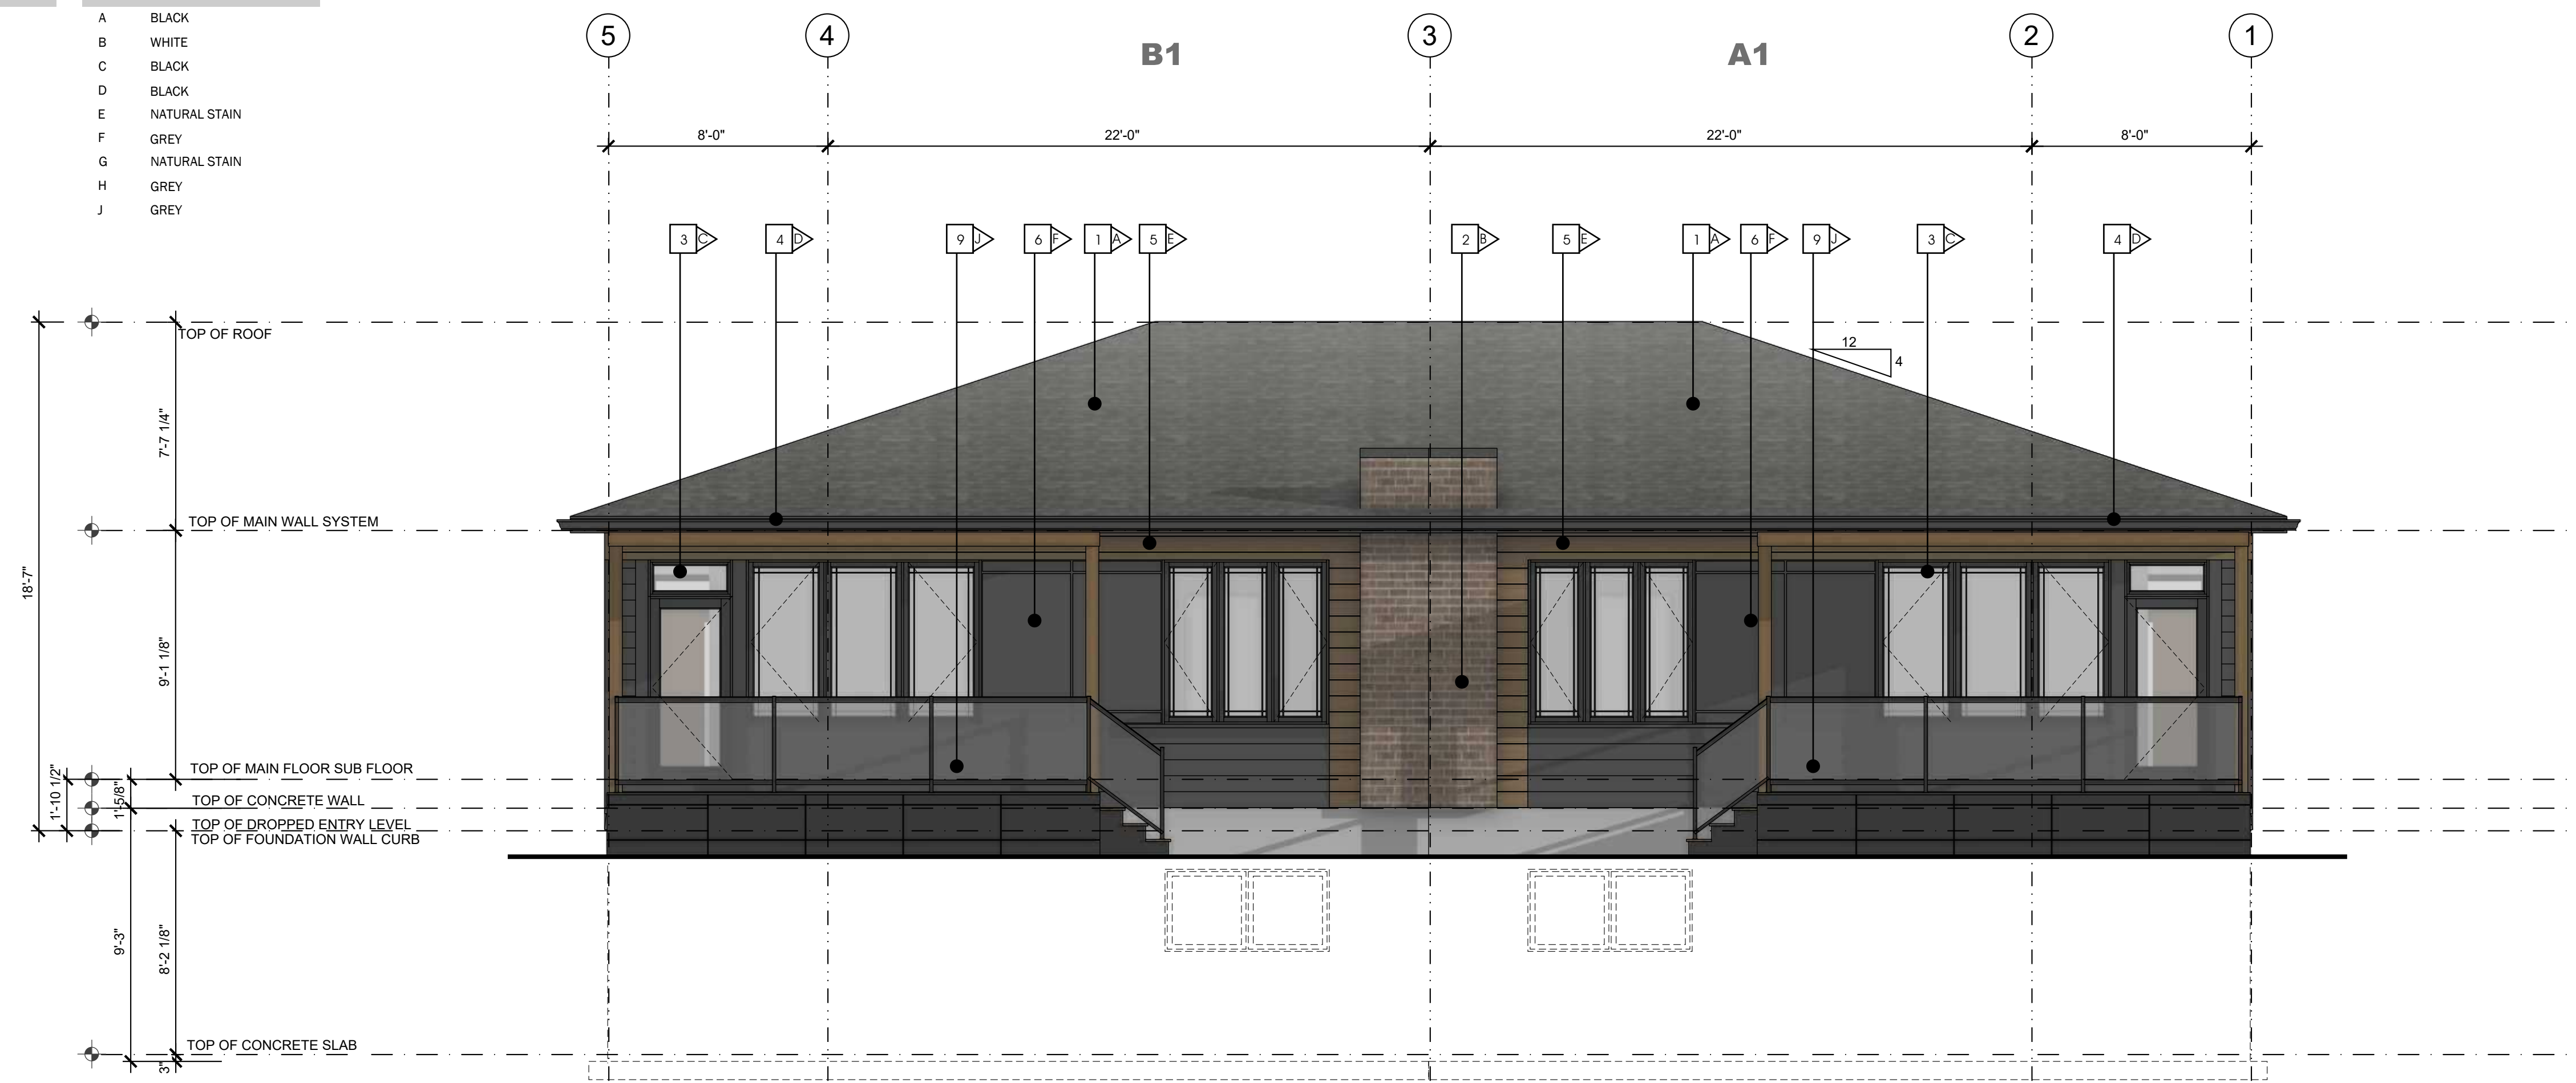 A BLACK
B WHITE
C BLACK
D BLACK
E NATURAL STAIN
F GREY
G NATURAL STAIN
H GREY
J GREY
5 4 B1 3 A1 2 1
8'-0" 22'-0" 22'-0" 8'-0"
3 C 4 D 9 J 6 F 1 A 5 E 2 B 5 E 1 A 6 F 9 J 3 C 4 D
TOP OF ROOF
12
4
7'-7 1/4"
TOP OF MAIN WALL SYSTEM
18'-7"
9'-1 1/8"
TOP OF MAIN FLOOR SUB FLOOR
1'-10 1/2"
1'-5/8"
TOP OF CONCRETE WALL
TOP OF DROPPED ENTRY LEVEL
TOP OF FOUNDATION WALL CURB
9'-3"
8'-2 1/8"
TOP OF CONCRETE SLAB
3"